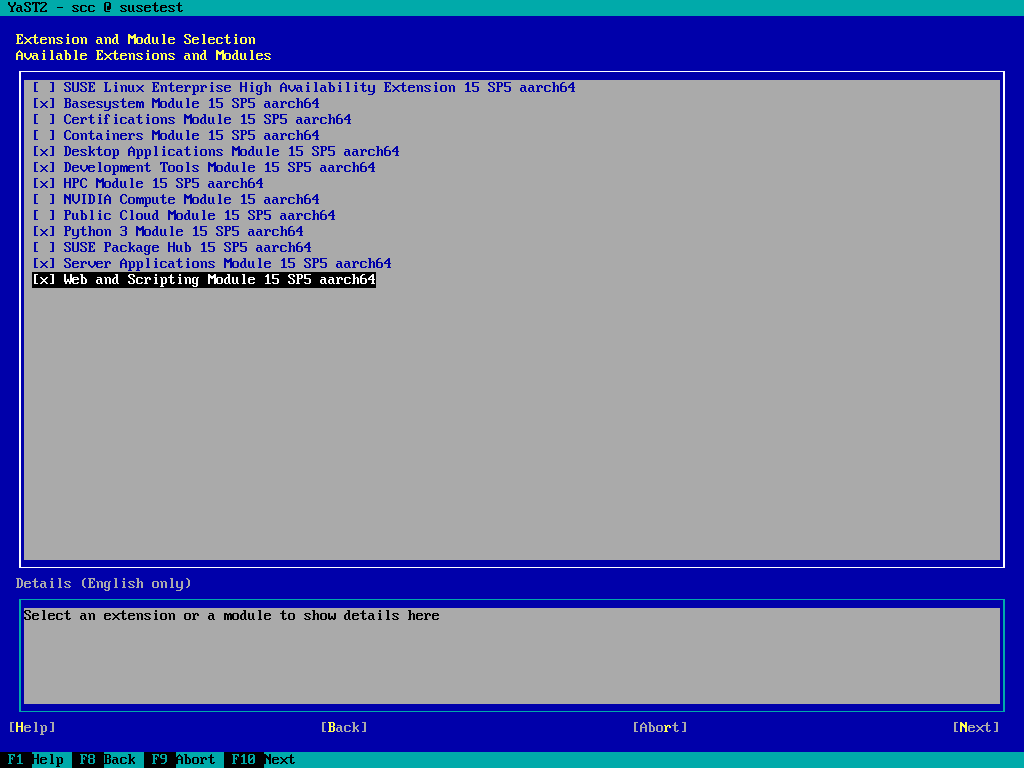 YaST2 - scc @ susetest
Extension and Module Selection
Available Extensions and Modules
[ ] SUSE Linux Enterprise High Availability Extension 15 SP5 aarch64
[x] Basesystem Module 15 SP5 aarch64
[ ] Certifications Module 15 SP5 aarch64
[ ] Containers Module 15 SP5 aarch64
[x] Desktop Applications Module 15 SP5 aarch64
[x] Development Tools Module 15 SP5 aarch64
[x] HPC Module 15 SP5 aarch64
[ ] NVIDIA Compute Module 15 aarch64
[ ] Public Cloud Module 15 SP5 aarch64
[x] Python 3 Module 15 SP5 aarch64
[ ] SUSE Package Hub 15 SP5 aarch64
[x] Server Applications Module 15 SP5 aarch64
[x] Web and Scripting Module 15 SP5 aarch64
Details (English only)
Select an extension or a module to show details here
[Help] [Back] [Abort] [Next]
F1 Help F8 Back F9 Abort F10 Next